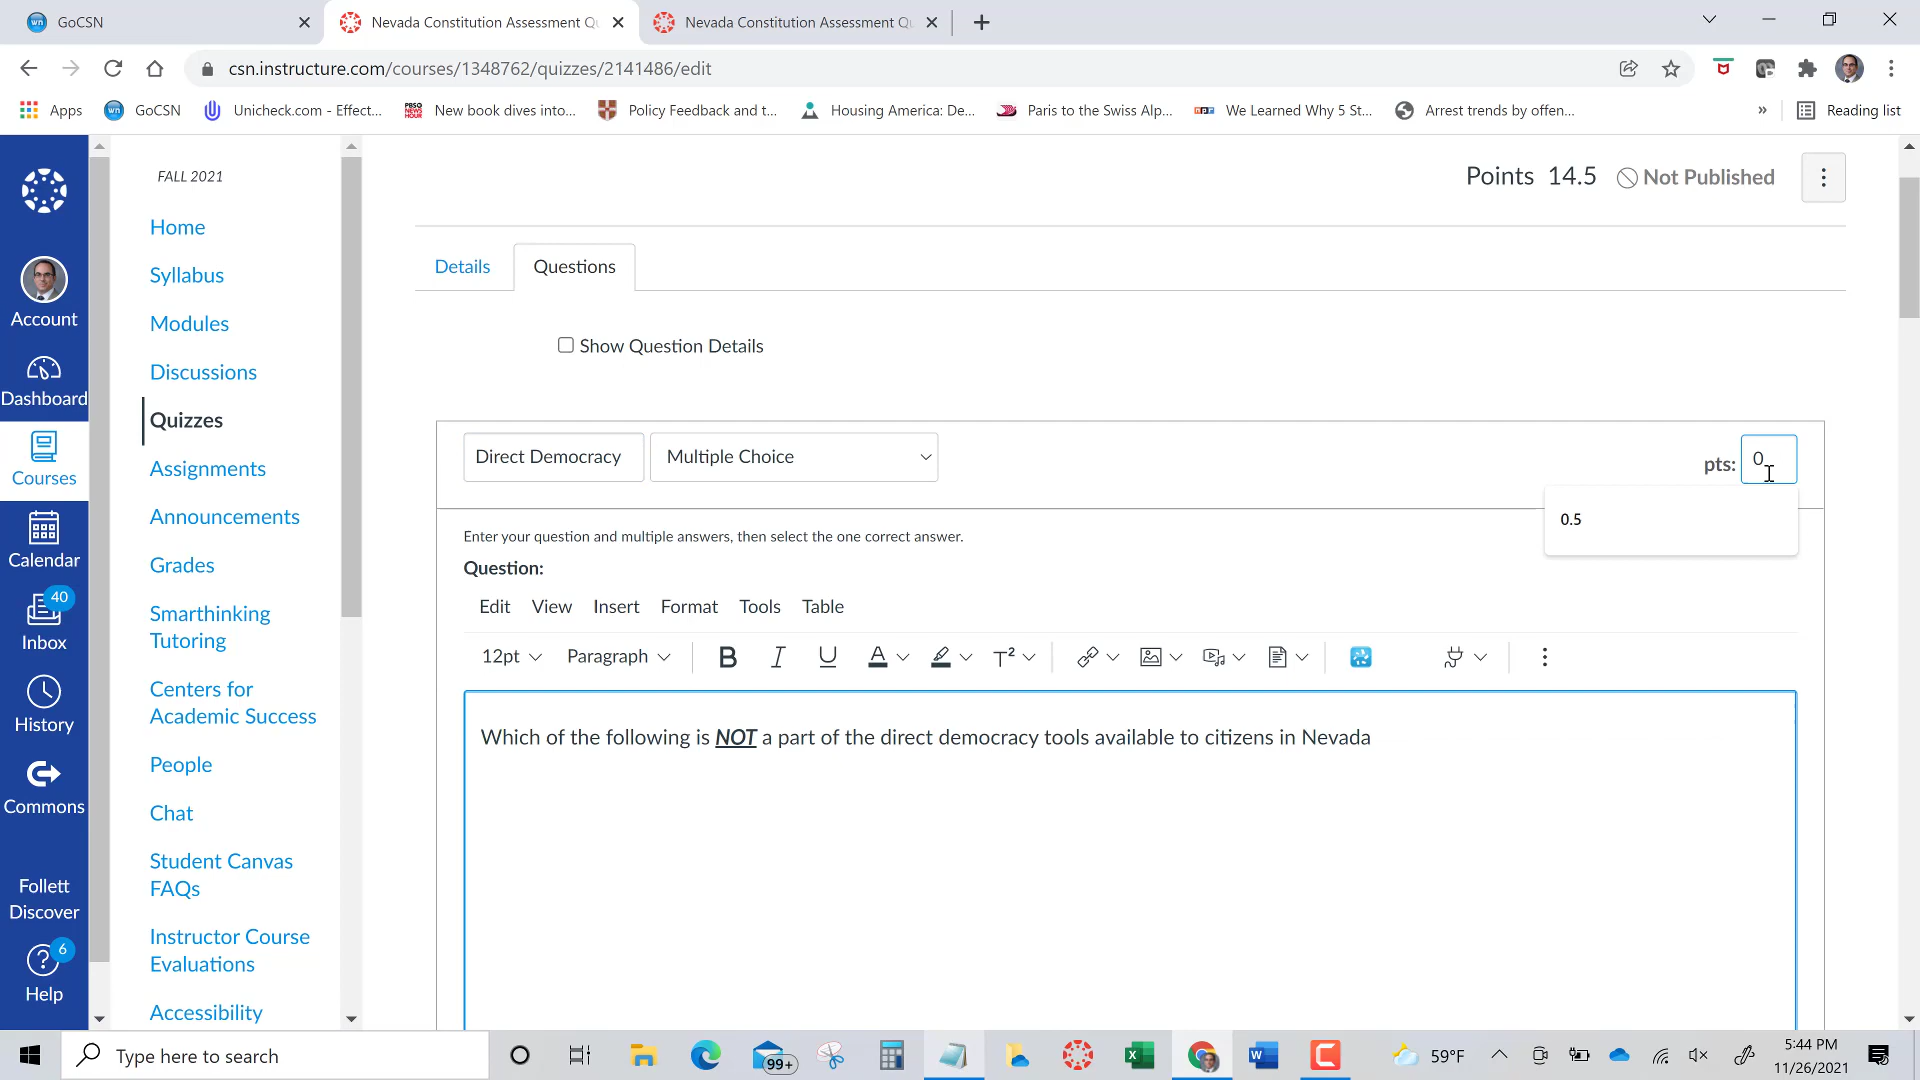 GoCSN
Nevada Constitution Assessment Qu
Nevada Constitution Assessment Qu
csn.instructure.com/courses/1348762/quizzes/2141486/edit
Apps
GoCSN
Unicheck.com - Effect...
PBSO NEWS HOUR
New book dives into...
Policy Feedback and t...
Housing America: De...
Paris to the Swiss Alp...
npr
We Learned Why 5 St...
Arrest trends by offen...
»
Reading list
Account
Dashboard
Courses
Calendar
40
Inbox
History
Commons
Follett
Discover
6
Help
FALL 2021
Home
Syllabus
Modules
Discussions
Quizzes
Assignments
Announcements
Grades
Smarthinking
Tutoring
Centers for
Academic Success
People
Chat
Student Canvas
FAQs
Instructor Course
Evaluations
Accessibility
Points 14.5 Not Published
Details
Questions
Show Question Details
Direct Democracy
Multiple Choice
pts: 0
0.5
Enter your question and multiple answers, then select the one correct answer.
Question:
Edit View Insert Format Tools Table
12pt Paragraph B I U A T²
Which of the following is NOT a part of the direct democracy tools available to citizens in Nevada
Type here to search
99+
59°F
5:44 PM
11/26/2021